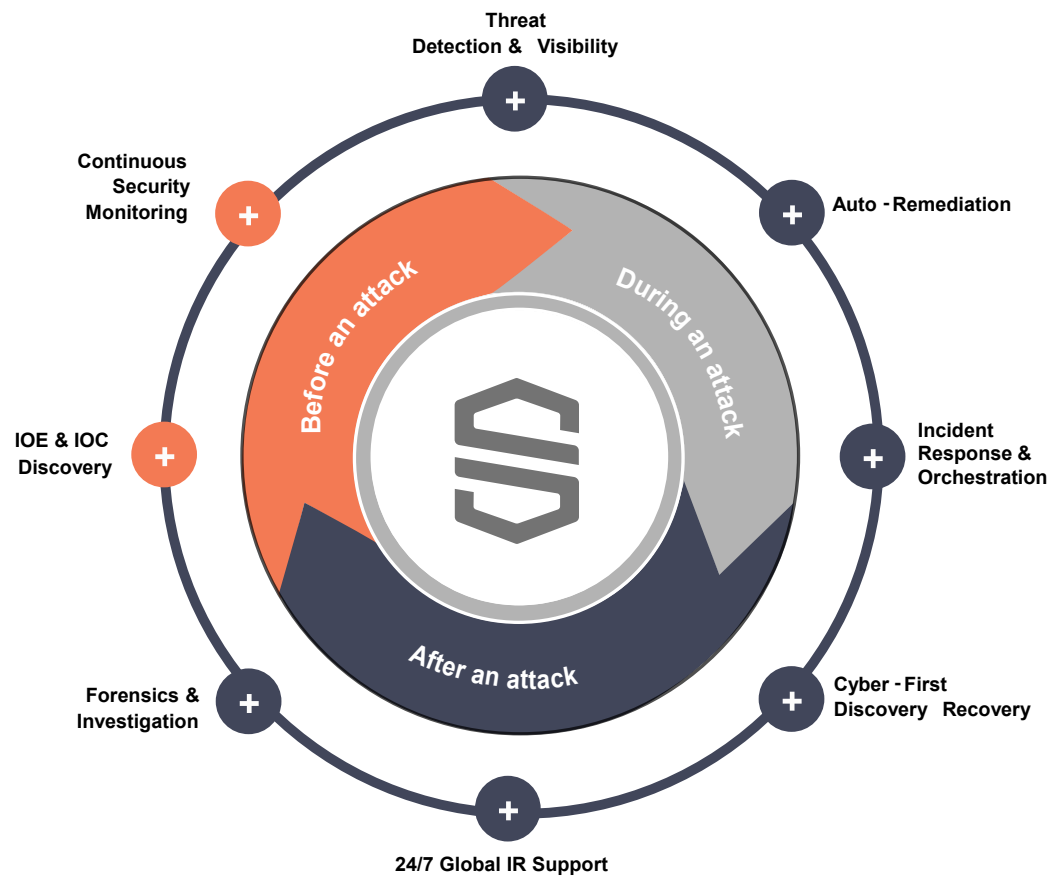 Threat
Detection & Visibility
Continuous
Security
Monitoring
Auto - Remediation
Before an attack
During an attack
IOE & IOC
Discovery
Incident
Response &
Orchestration
After an attack
Forensics &
Investigation
Cyber - First
Discovery Recovery
24/7 Global IR Support